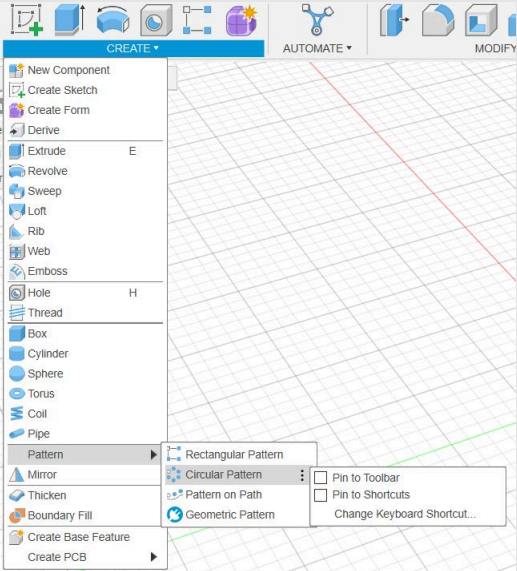 CREATE ▾
AUTOMATE ▾
MODIFY
New Component
Create Sketch
Create Form
Derive
Extrude E
Revolve
Sweep
Loft
Rib
Web
Emboss
Hole H
Thread
Box
Cylinder
Sphere
Torus
Coil
Pipe
Pattern
Rectangular Pattern
Circular Pattern
Pattern on Path
Geometric Pattern
Pin to Toolbar
Pin to Shortcuts
Change Keyboard Shortcut...
Mirror
Thicken
Boundary Fill
Create Base Feature
Create PCB